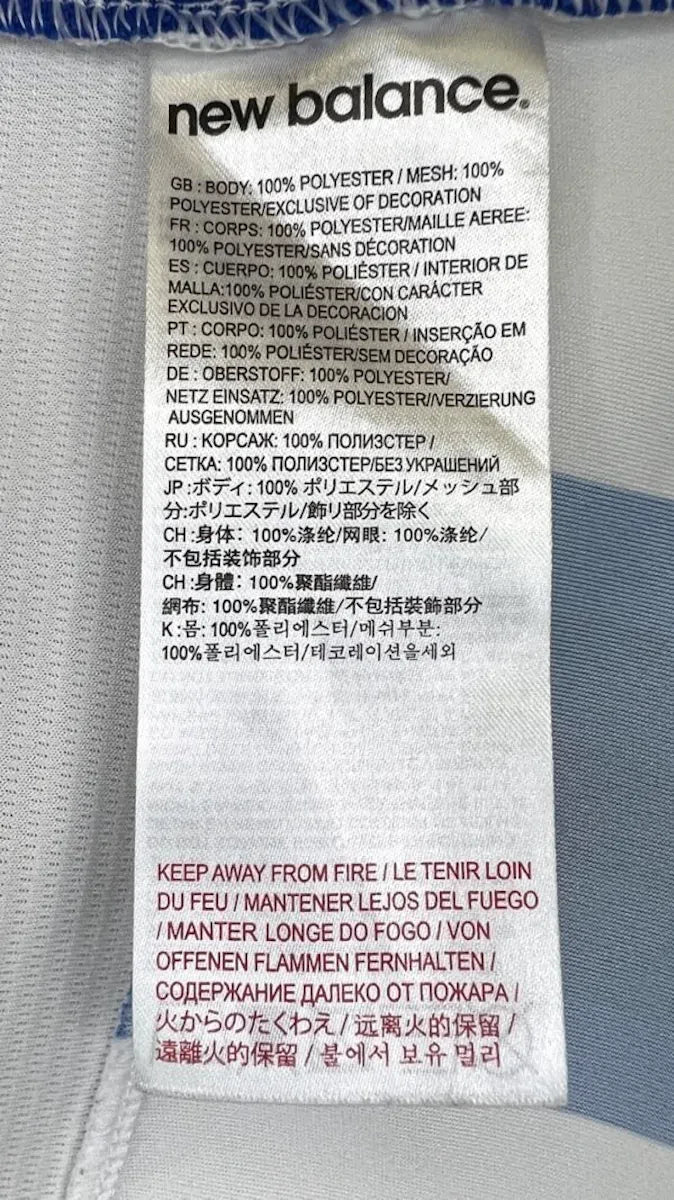 new balance.
GB : BODY: 100% POLYESTER / MESH: 100%
POLYESTER/EXCLUSIVE OF DECORATION
FR : CORPS: 100% POLYESTER/MAILLE AEREE:
100% POLYESTER/SANS DÉCORATION
ES : CUERPO: 100% POLIÉSTER / INTERIOR DE
MALLA:100% POLIÉSTER/CON CARÁCTER
EXCLUSIVO DE LA DECORACION
PT : CORPO: 100% POLIÉSTER / INSERÇÃO EM
REDE: 100% POLIÉSTER/SEM DECORAÇÃO
DE : OBERSTOFF: 100% POLYESTER/
NETZ EINSATZ: 100% POLYESTER//VERZIERUNG
AUSGENOMMEN
RU : КОРСАЖ: 100% ПОЛИЗСТЕР /
СЕТКА: 100% ПОЛИЗСТЕР/БЕЗ УКРАШЕНИЙ
JP :ボディ: 100% ポリエステル/メッシュ部
分:ポリエステル/飾り部分を除く
CH :身体: 100%涤纶/网眼: 100%涤纶/
不包括装饰部分
CH :身體: 100%聚酯纖維/
網布: 100%聚酯纖維/不包括裝飾部分
K :몸: 100%폴리에스터/메쉬부분:
100%폴리에스터/테코레이션을세외
KEEP AWAY FROM FIRE / LE TENIR LOIN
DU FEU / MANTENER LEJOS DEL FUEGO
/ MANTER LONGE DO FOGO / VON
OFFENEN FLAMMEN FERNHALTEN /
СОДЕРЖАНИЕ ДАЛЕКО ОТ ПОЖАРА /
火からのたくわえ / 远离火的保留 /
遠離火的保留 / 불에서 보유 멀리